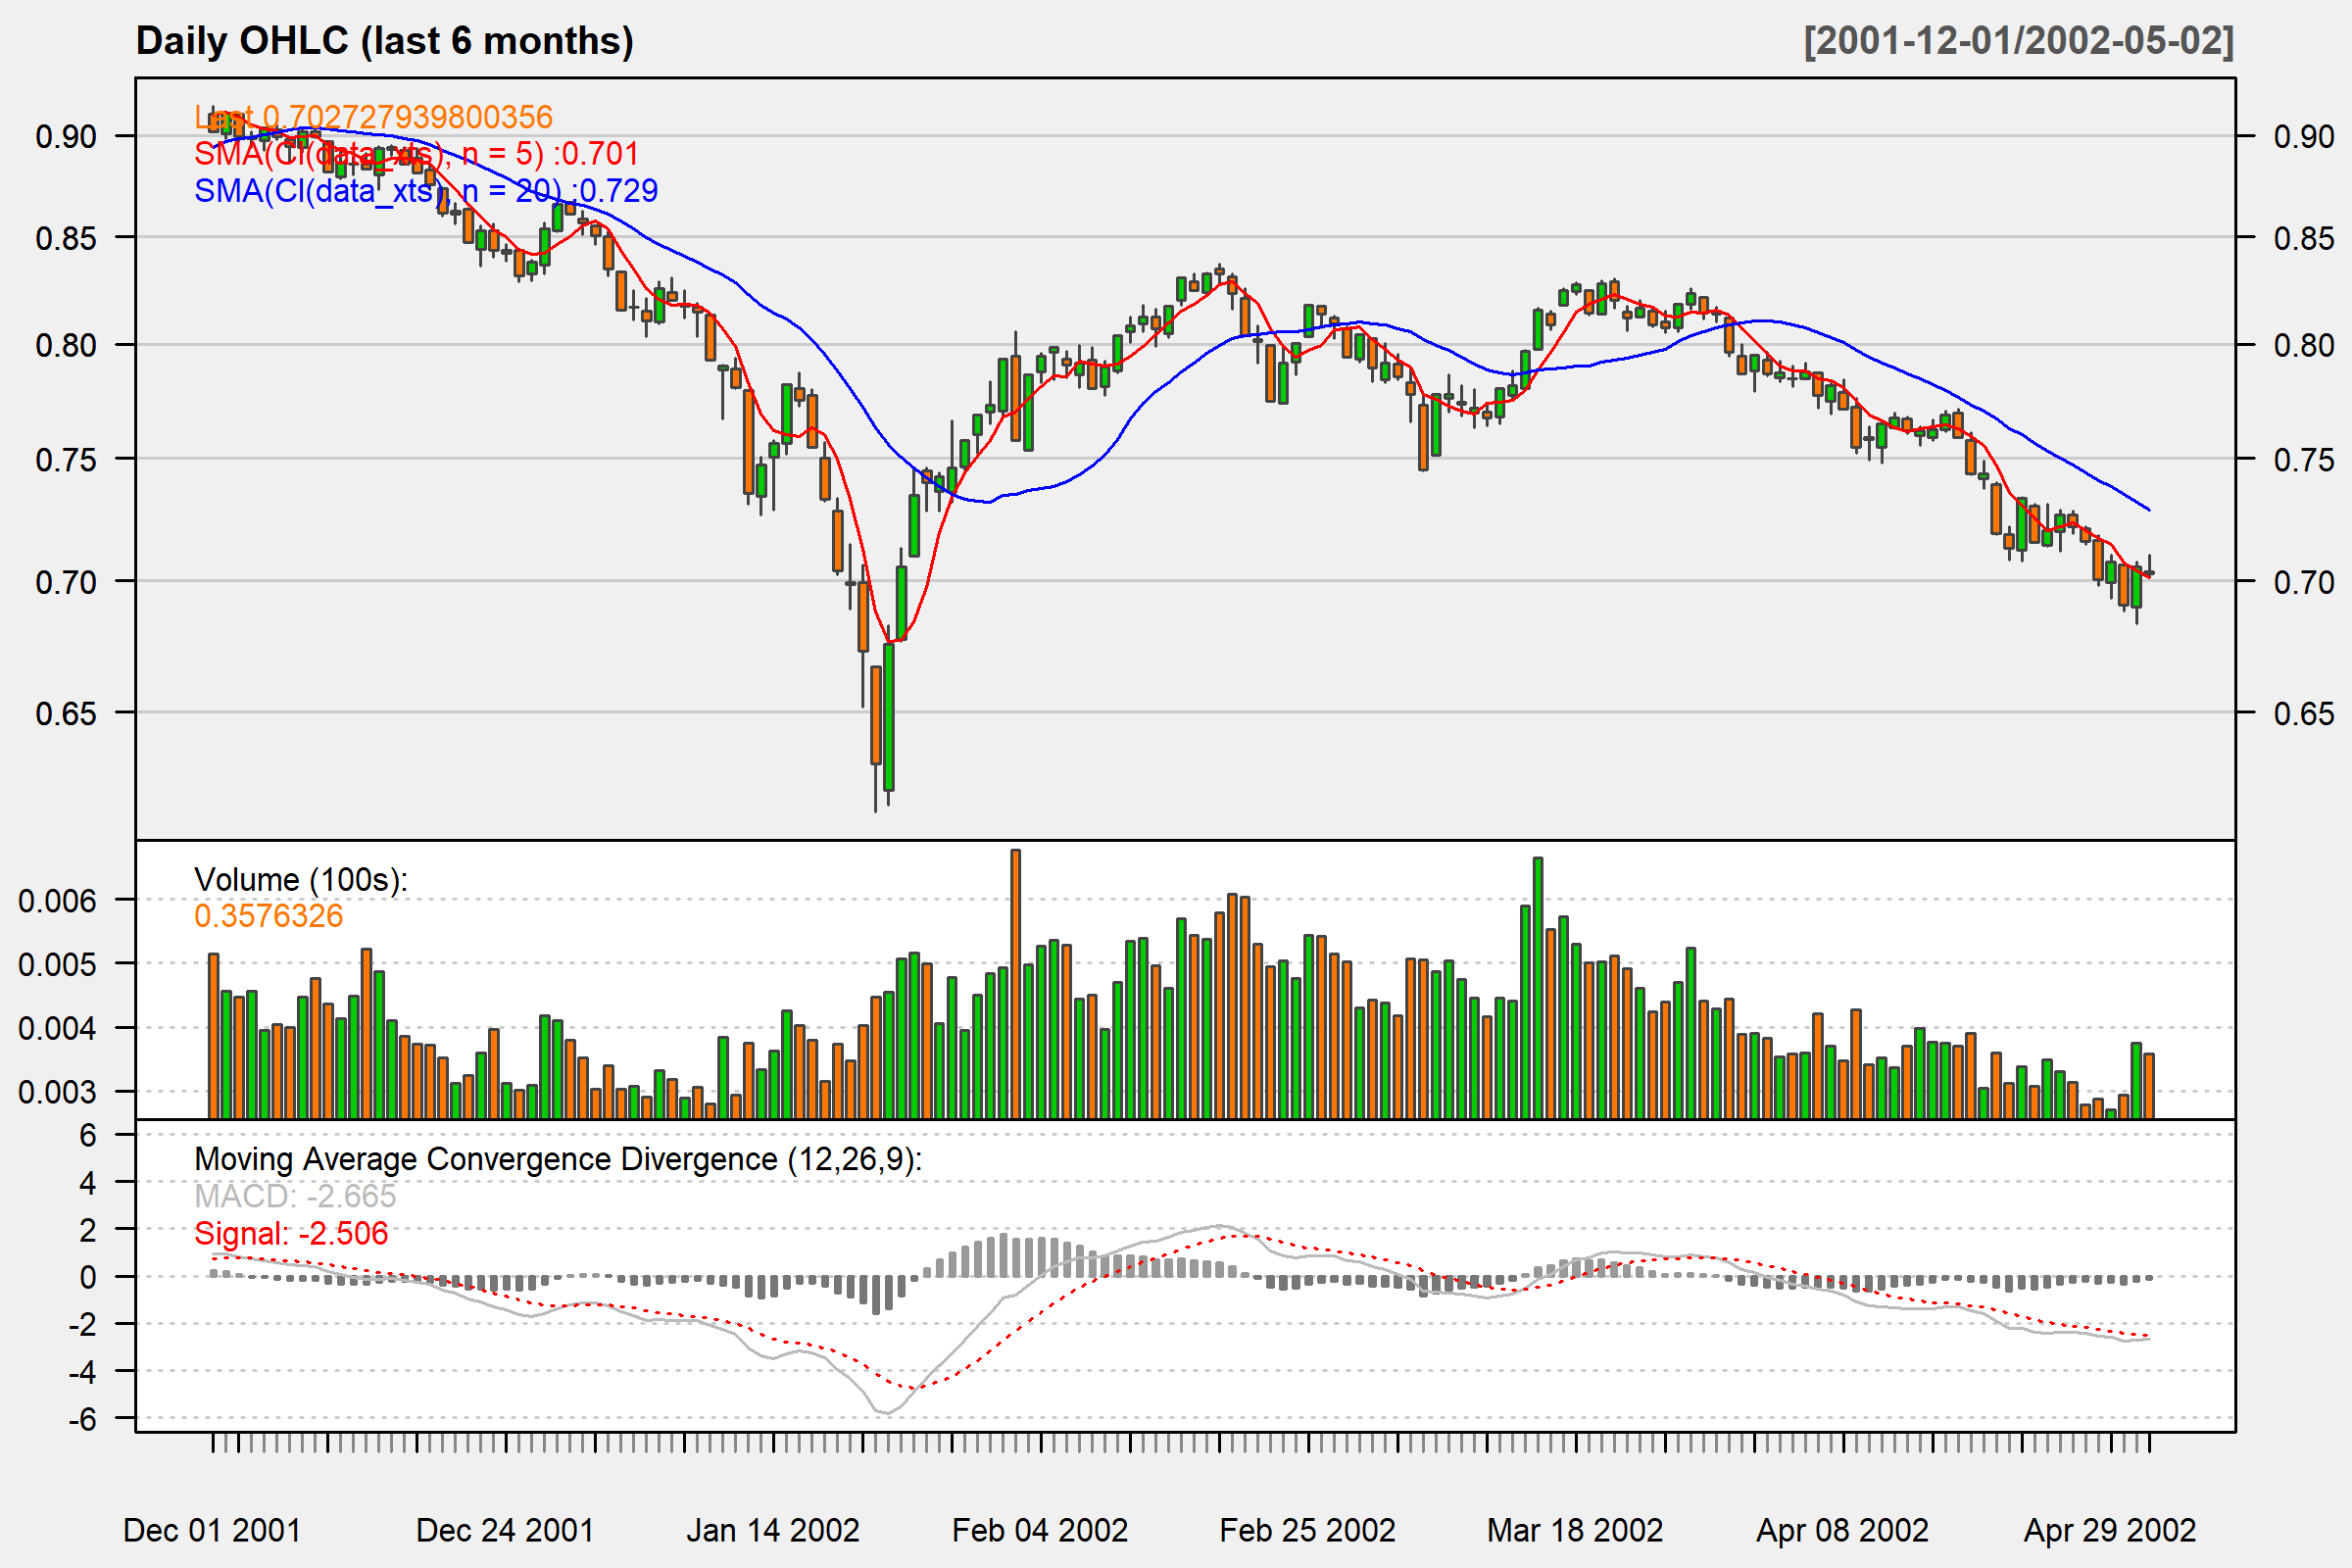 Daily OHLC (last 6 months) [2001-12-01/2002-05-02]
Last 0.702727939800356
SMA(Cl(data_xts), n = 5) :0.701
SMA(Cl(data_xts), n = 20) :0.729
0.90 0.90
0.85 0.85
0.80 0.80
0.75 0.75
0.70 0.70
0.65 0.65
Volume (100s):
0.3576326
0.006
0.005
0.004
0.003
Moving Average Convergence Divergence (12,26,9):
MACD: -2.665
Signal: -2.506
6
4
2
0
-2
-4
-6
Dec 01 2001 Dec 24 2001 Jan 14 2002 Feb 04 2002 Feb 25 2002 Mar 18 2002 Apr 08 2002 Apr 29 2002